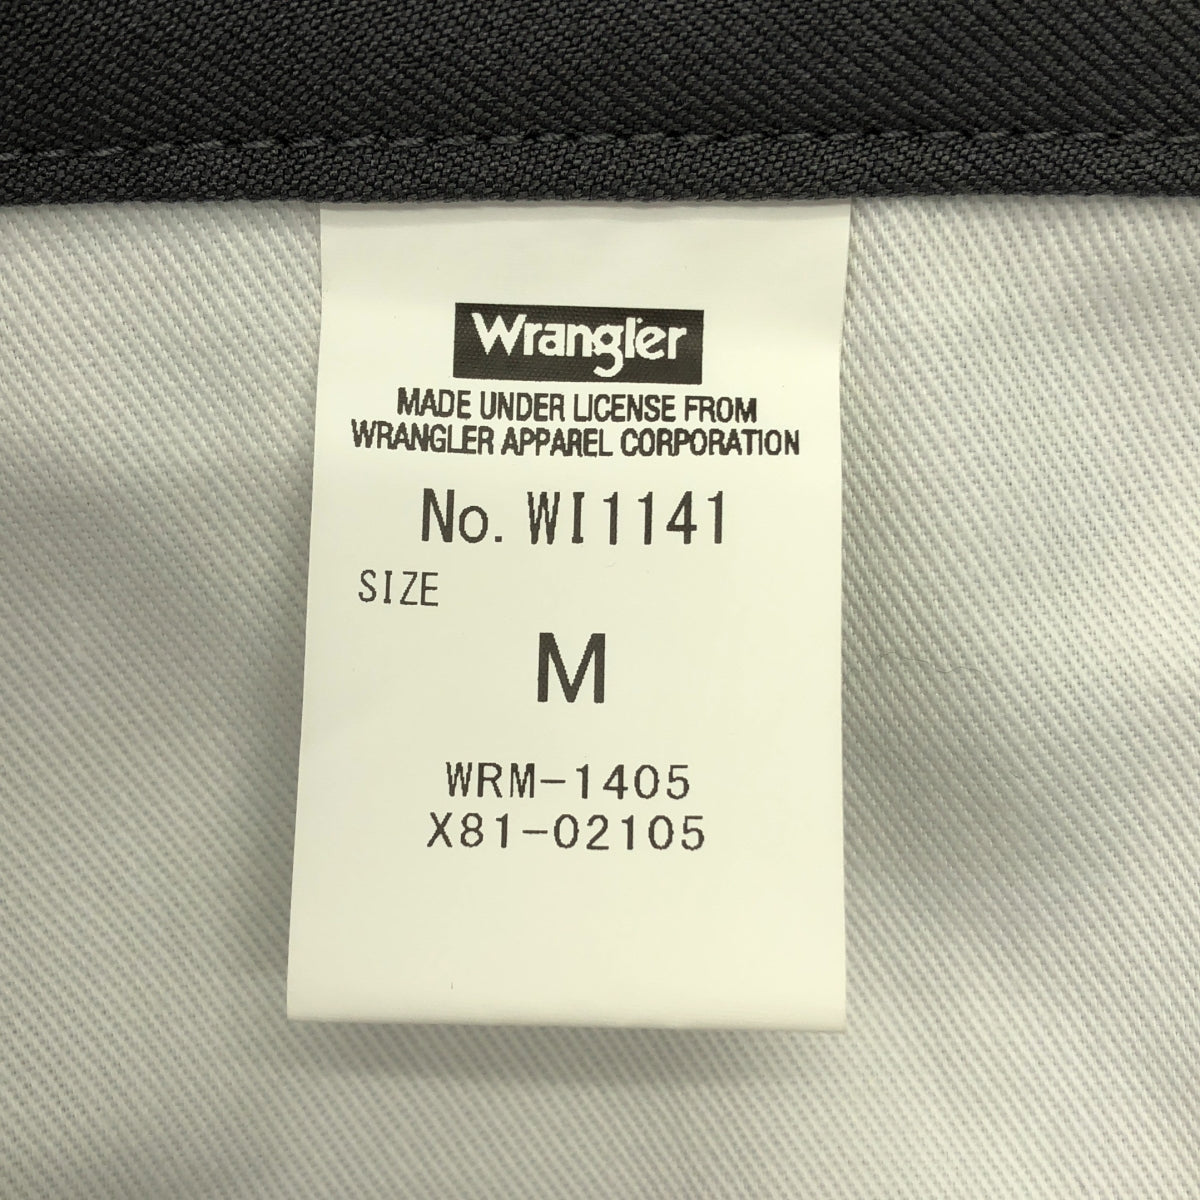 Wrangler
MADE UNDER LICENSE FROM
WRANGLER APPAREL CORPORATION
No. WI1141
SIZE
M
WRM-1405
X81-02105